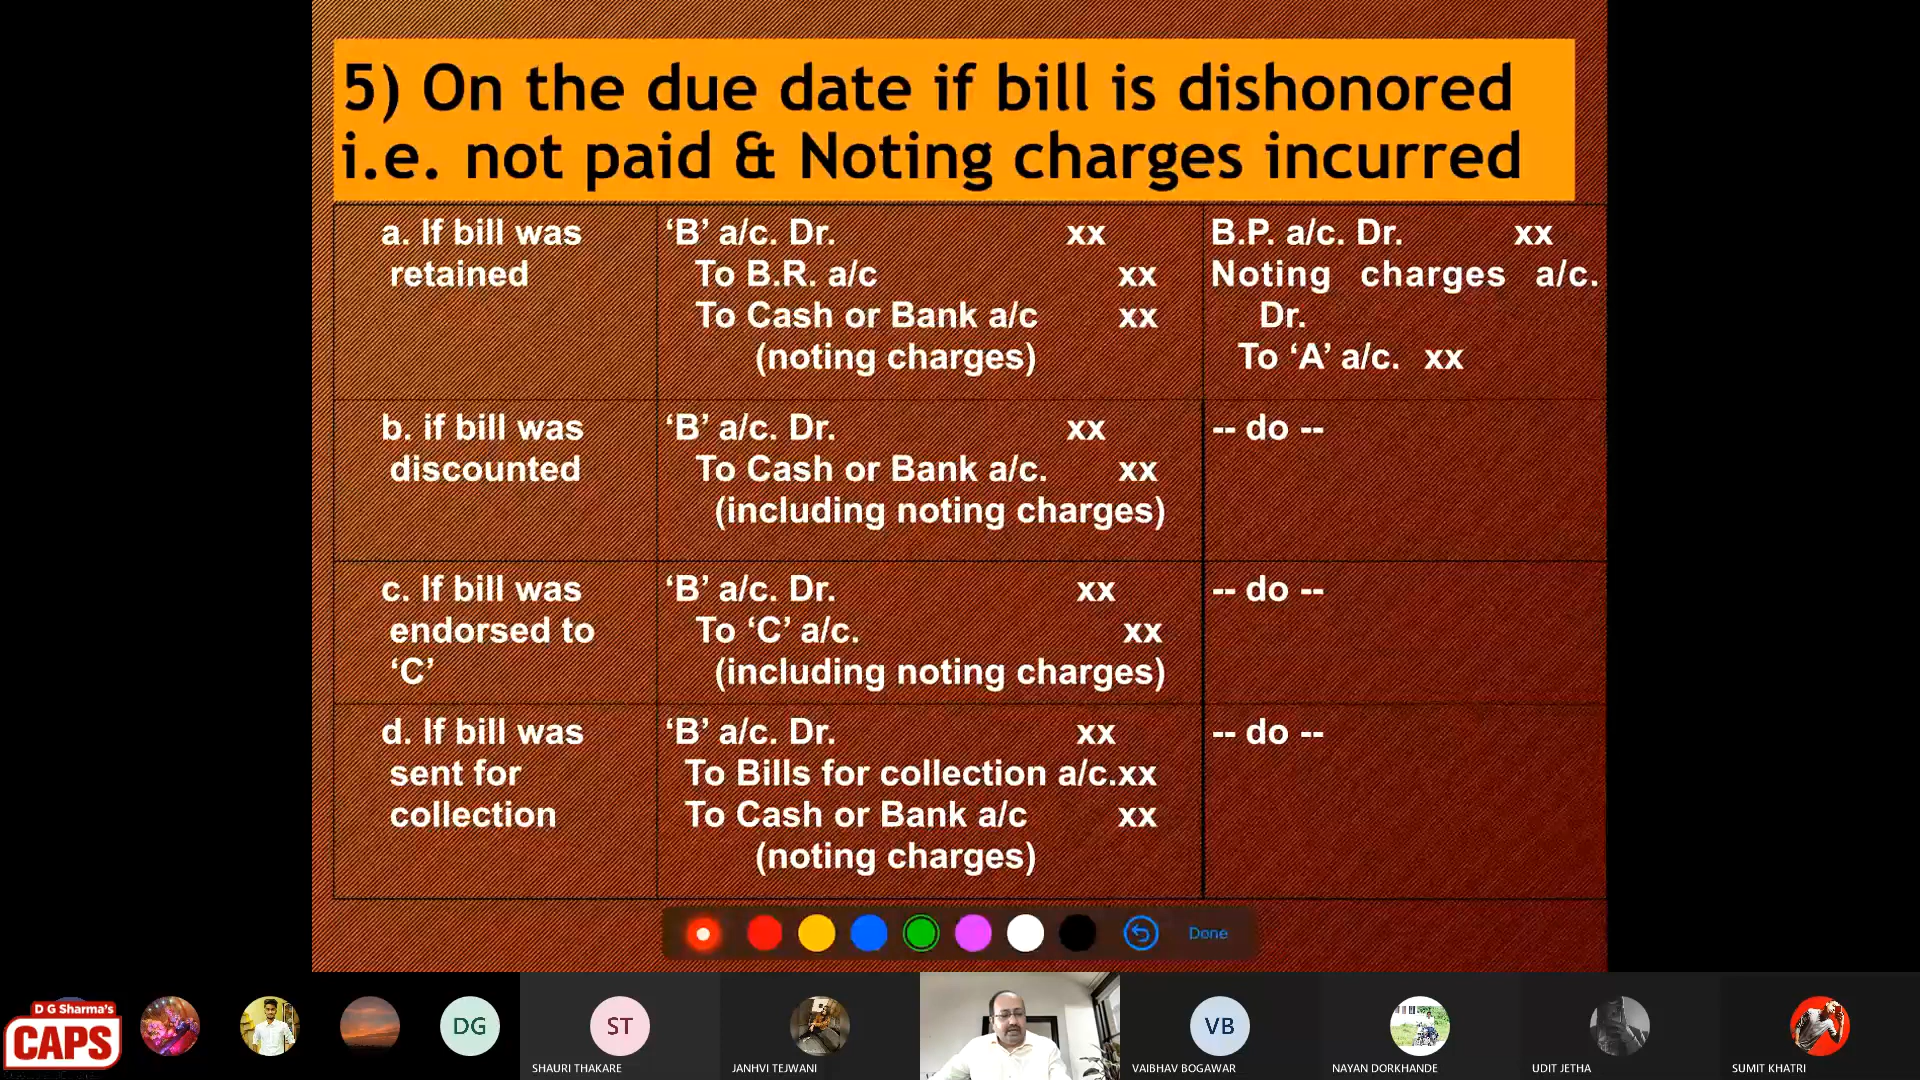 5) On the due date if bill is dishonored
i.e. not paid & Noting charges incurred
a. If bill was
retained
‘B’ a/c. Dr. xx
To B.R. a/c xx
To Cash or Bank a/c xx
(noting charges)
B.P. a/c. Dr. xx
Noting charges a/c.
Dr.
To ‘A’ a/c. xx
b. if bill was
discounted
‘B’ a/c. Dr. xx
To Cash or Bank a/c. xx
(including noting charges)
-- do --
c. If bill was
endorsed to
‘C’
‘B’ a/c. Dr. xx
To ‘C’ a/c. xx
(including noting charges)
-- do --
d. If bill was
sent for
collection
‘B’ a/c. Dr. xx
To Bills for collection a/c.xx
To Cash or Bank a/c xx
(noting charges)
-- do --
Done
D G Sharma's
CAPS
DG
ST
VB
SHAURI THAKARE
JANHVI TEJWANI
VAIBHAV BOGAWAR
NAYAN DORKHANDE
UDIT JETHA
SUMIT KHATRI